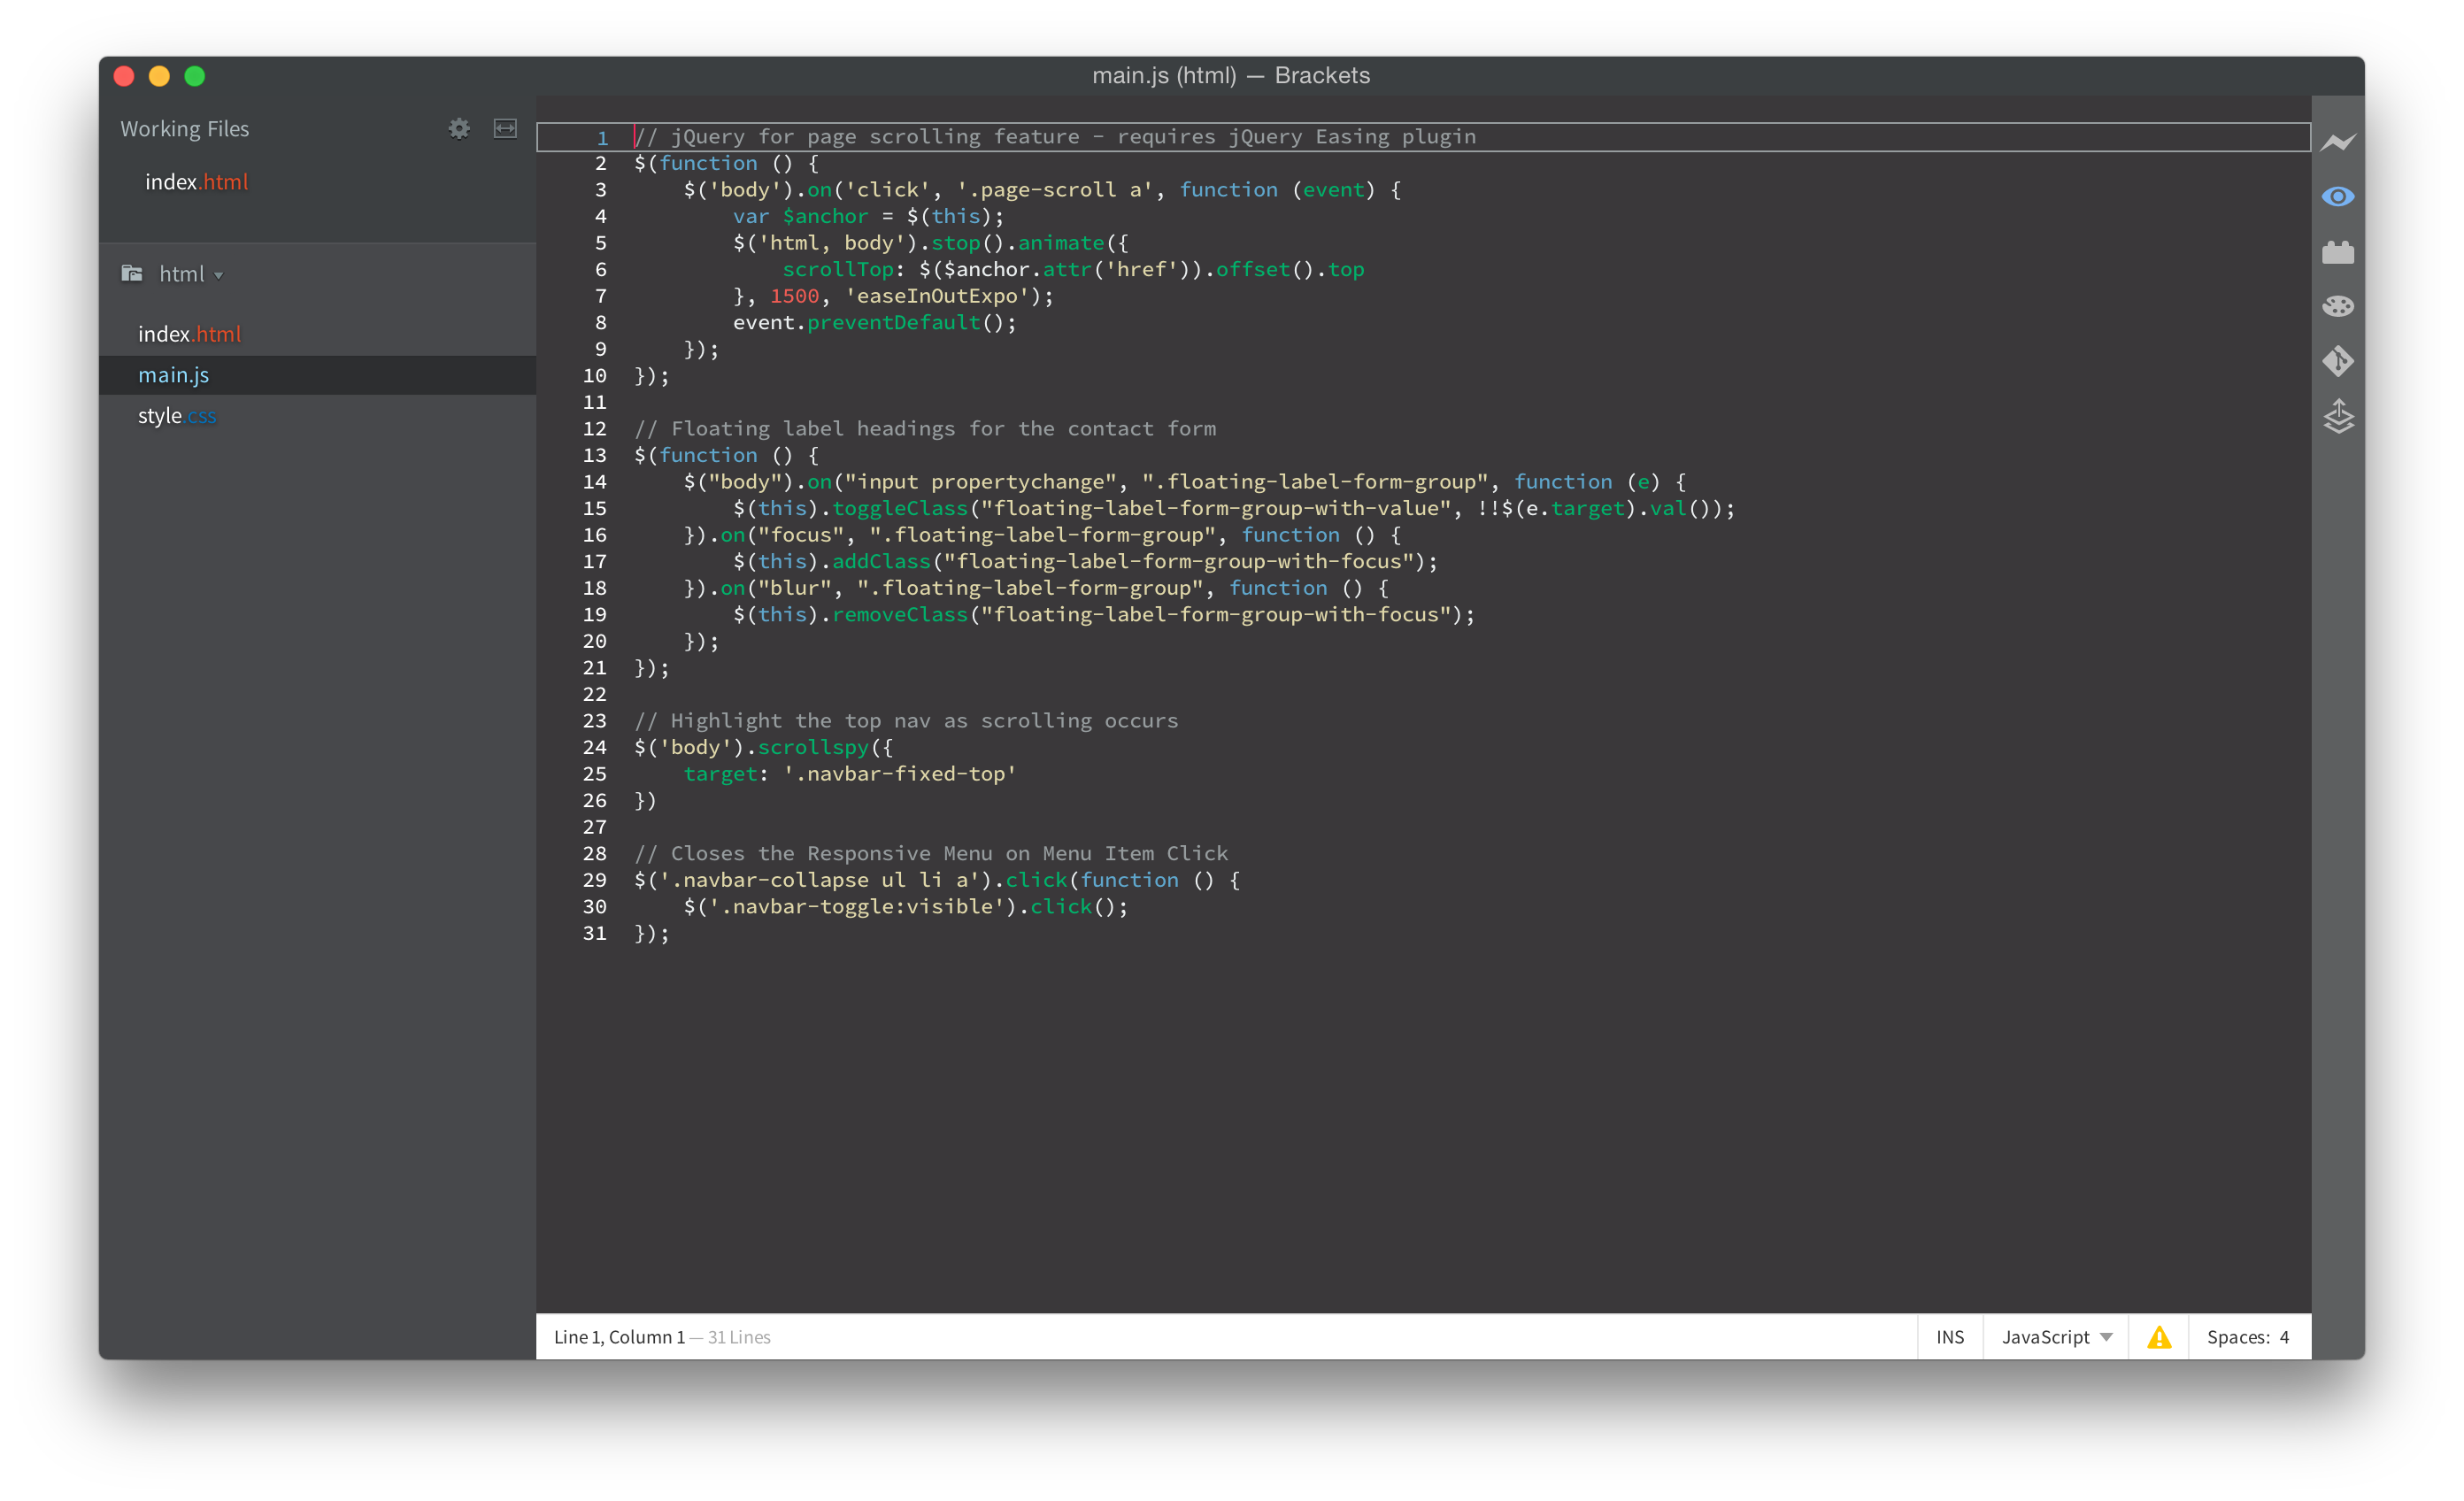 main.js (html) — Brackets
Working Files
index.html
html
index.html
main.js
style.css
1 // jQuery for page scrolling feature - requires jQuery Easing plugin
2 $(function () {
3     $('body').on('click', '.page-scroll a', function (event) {
4         var $anchor = $(this);
5         $('html, body').stop().animate({
6             scrollTop: $($anchor.attr('href')).offset().top
7         }, 1500, 'easeInOutExpo');
8         event.preventDefault();
9     });
10 });
11
12 // Floating label headings for the contact form
13 $(function () {
14     $("body").on("input propertychange", ".floating-label-form-group", function (e) {
15         $(this).toggleClass("floating-label-form-group-with-value", !!$(e.target).val());
16     }).on("focus", ".floating-label-form-group", function () {
17         $(this).addClass("floating-label-form-group-with-focus");
18     }).on("blur", ".floating-label-form-group", function () {
19         $(this).removeClass("floating-label-form-group-with-focus");
20     });
21 });
22
23 // Highlight the top nav as scrolling occurs
24 $('body').scrollspy({
25     target: '.navbar-fixed-top'
26 })
27
28 // Closes the Responsive Menu on Menu Item Click
29 $('.navbar-collapse ul li a').click(function () {
30     $('.navbar-toggle:visible').click();
31 });
Line 1, Column 1 — 31 Lines
INS
JavaScript
Spaces: 4